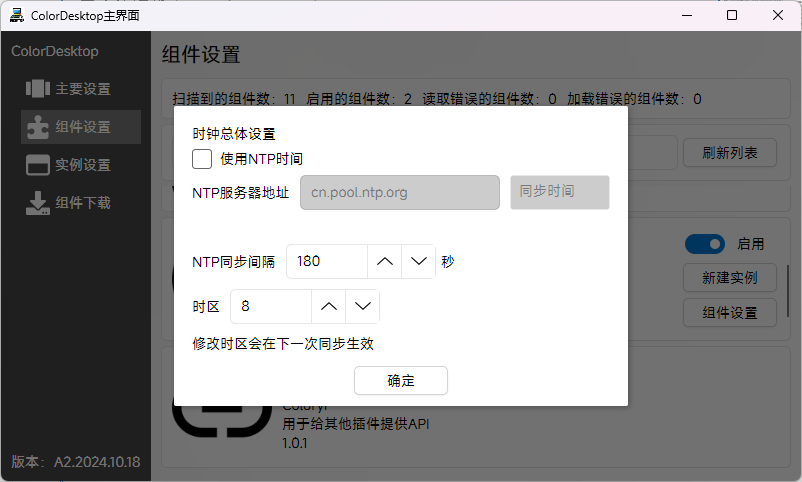 ColorDesktop主界面
ColorDesktop
主要设置
组件设置
实例设置
组件下载
版本：A2.2024.10.18
组件设置
扫描到的组件数：11 启用的组件数：2 读取错误的组件数：0 加载错误的组件数：0
刷新列表
启用
新建实例
组件设置
时钟总体设置
使用NTP时间
NTP服务器地址 cn.pool.ntp.org 同步时间
NTP同步间隔 180 秒
时区 8
修改时区会在下一次同步生效
确定
Coloryr
用于给其他插件提供API
1.0.1